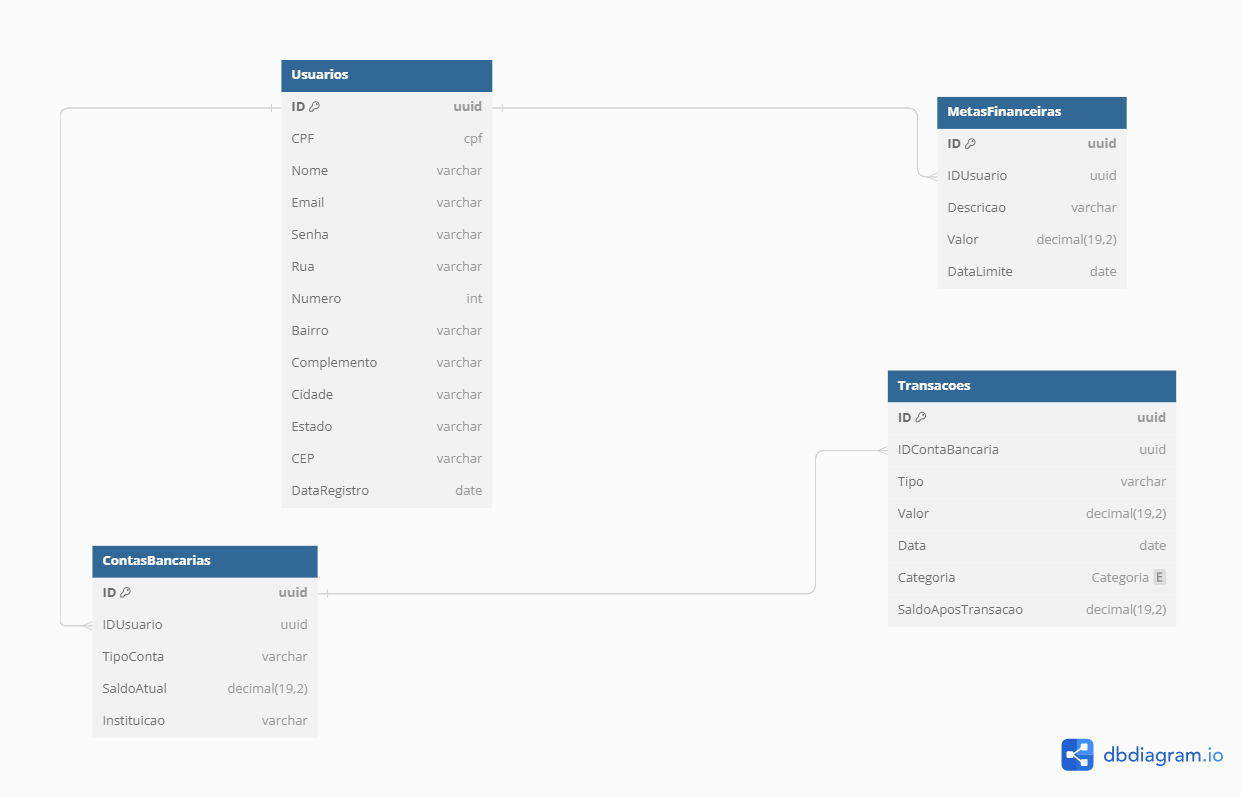 Usuarios
ID uuid
CPF cpf
Nome varchar
Email varchar
Senha varchar
Rua varchar
Numero int
Bairro varchar
Complemento varchar
Cidade varchar
Estado varchar
CEP varchar
DataRegistro date
MetasFinanceiras
ID uuid
IDUsuario uuid
Descricao varchar
Valor decimal(19,2)
DataLimite date
Transacoes
ID uuid
IDContaBancaria uuid
Tipo varchar
Valor decimal(19,2)
Data date
Categoria Categoria E
SaldoAposTransacao decimal(19,2)
ContasBancarias
ID uuid
IDUsuario uuid
TipoConta varchar
SaldoAtual decimal(19,2)
Instituicao varchar
dbdiagram.io